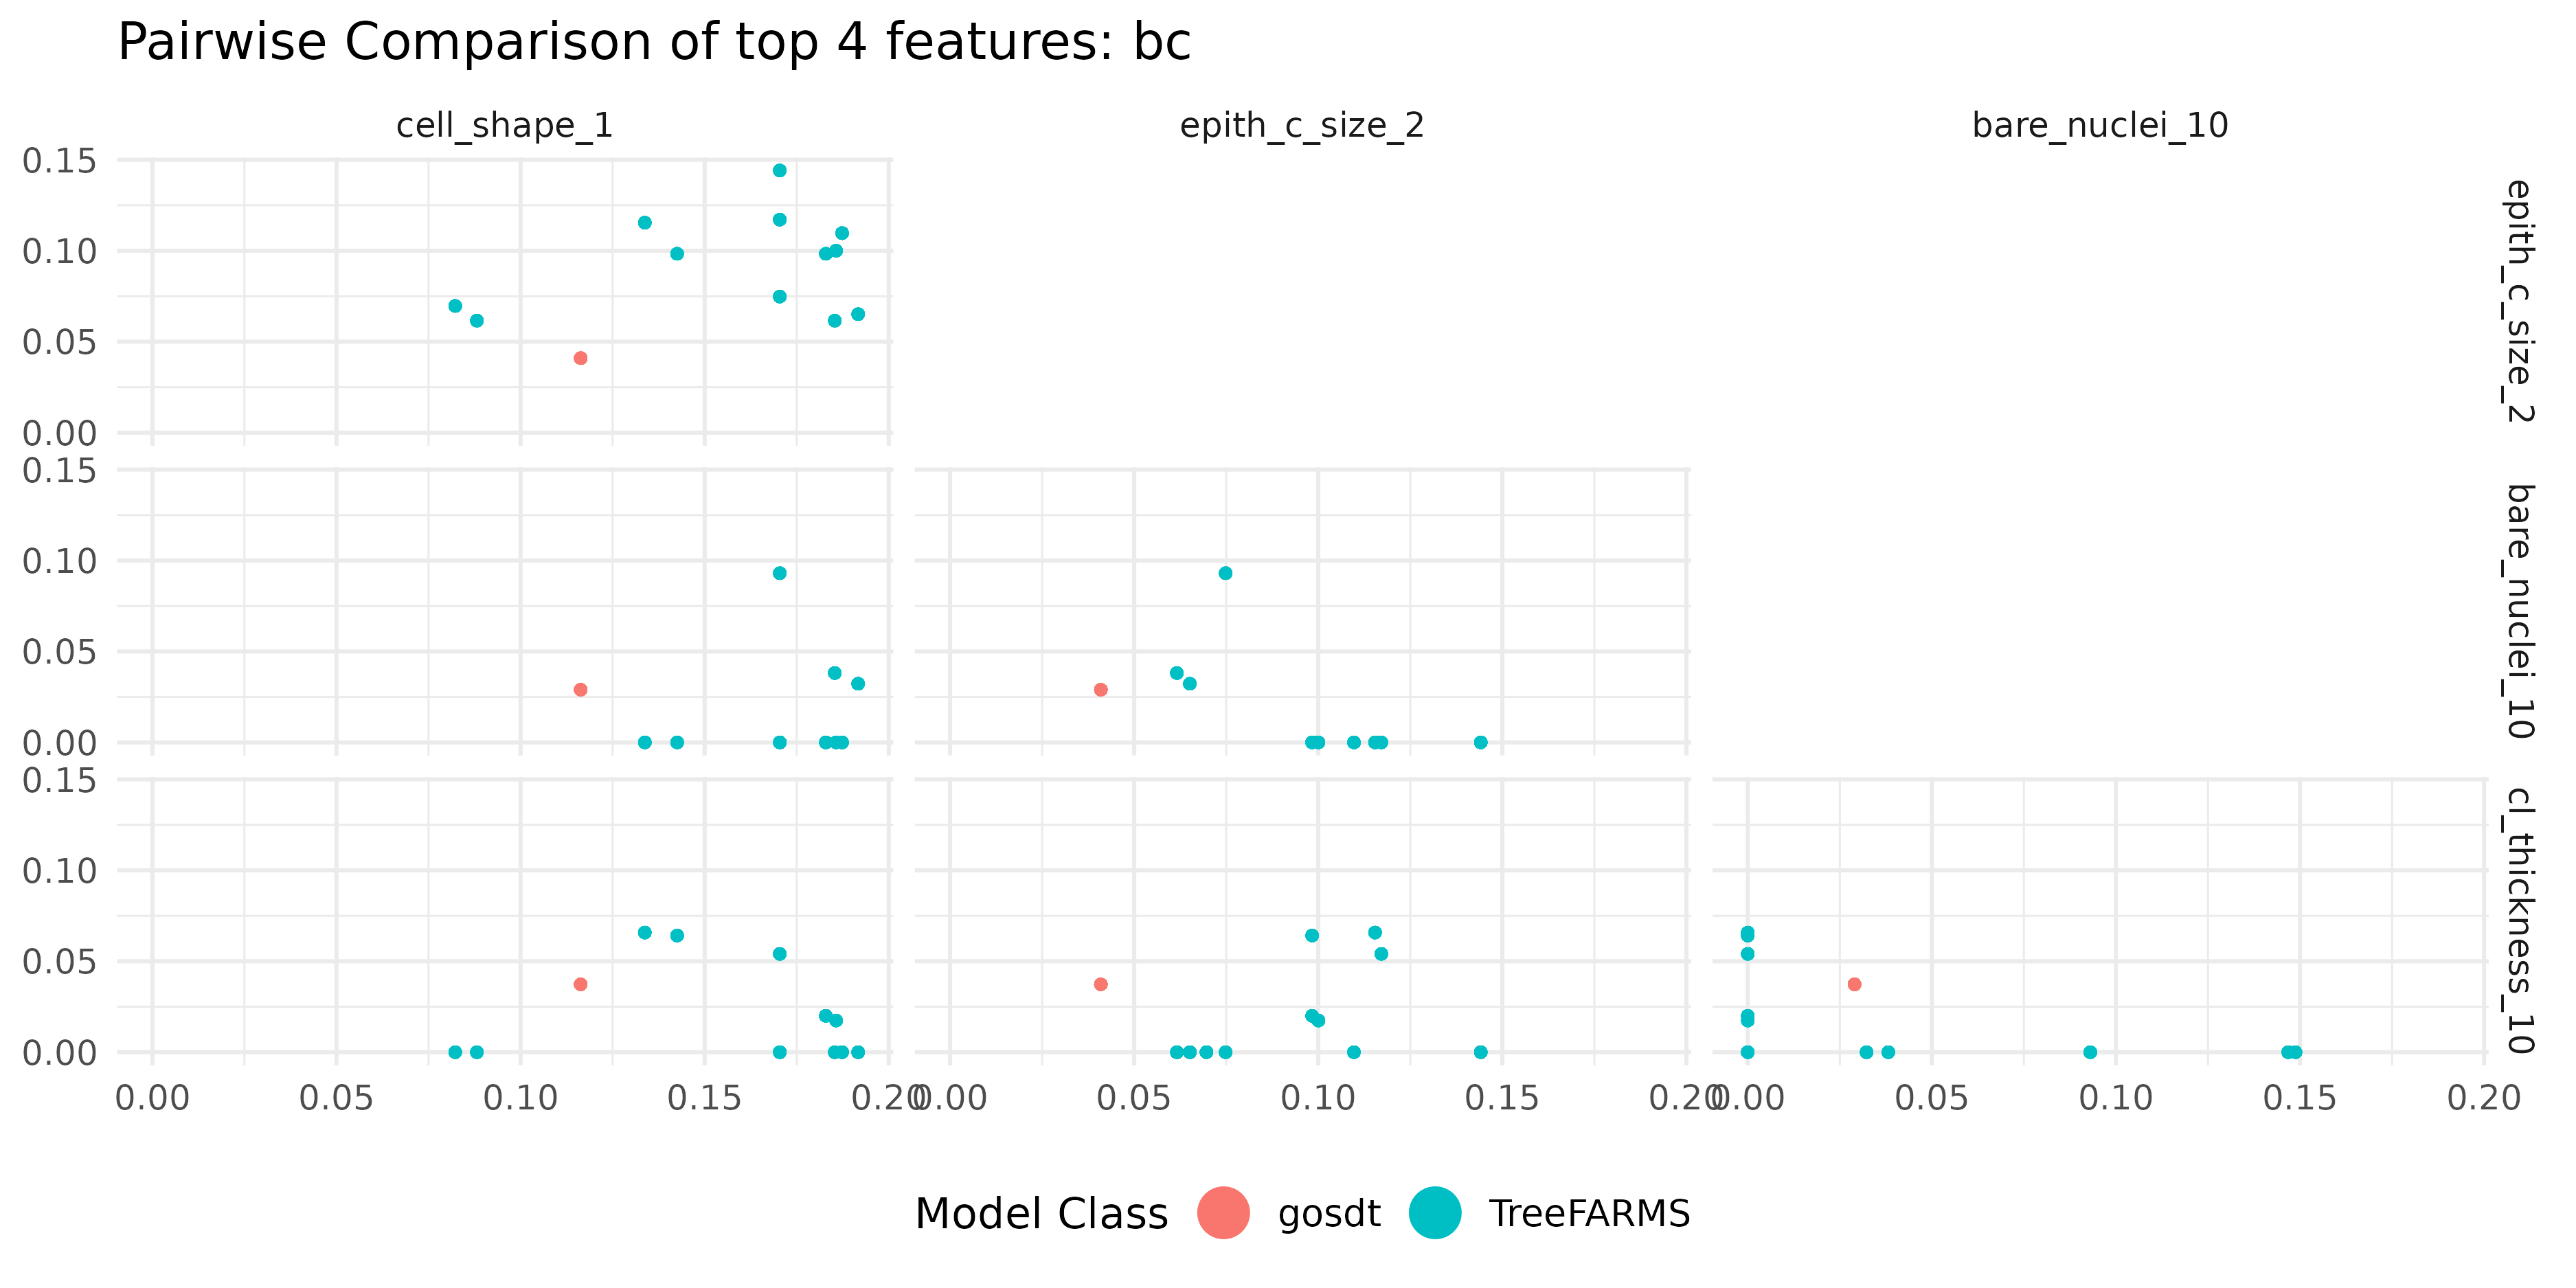 Pairwise Comparison of top 4 features: bc
cell_shape_1 epith_c_size_2 bare_nuclei_10
0.15
0.10
0.05
0.00
epith_c_size_2
0.15
0.10
0.05
0.00
bare_nuclei_10
0.15
0.10
0.05
0.00
cl_thickness_10
0.00 0.05 0.10 0.15 0.20 0.00 0.05 0.10 0.15 0.20 0.00 0.05 0.10 0.15 0.20
Model Class gosdt TreeFARMS